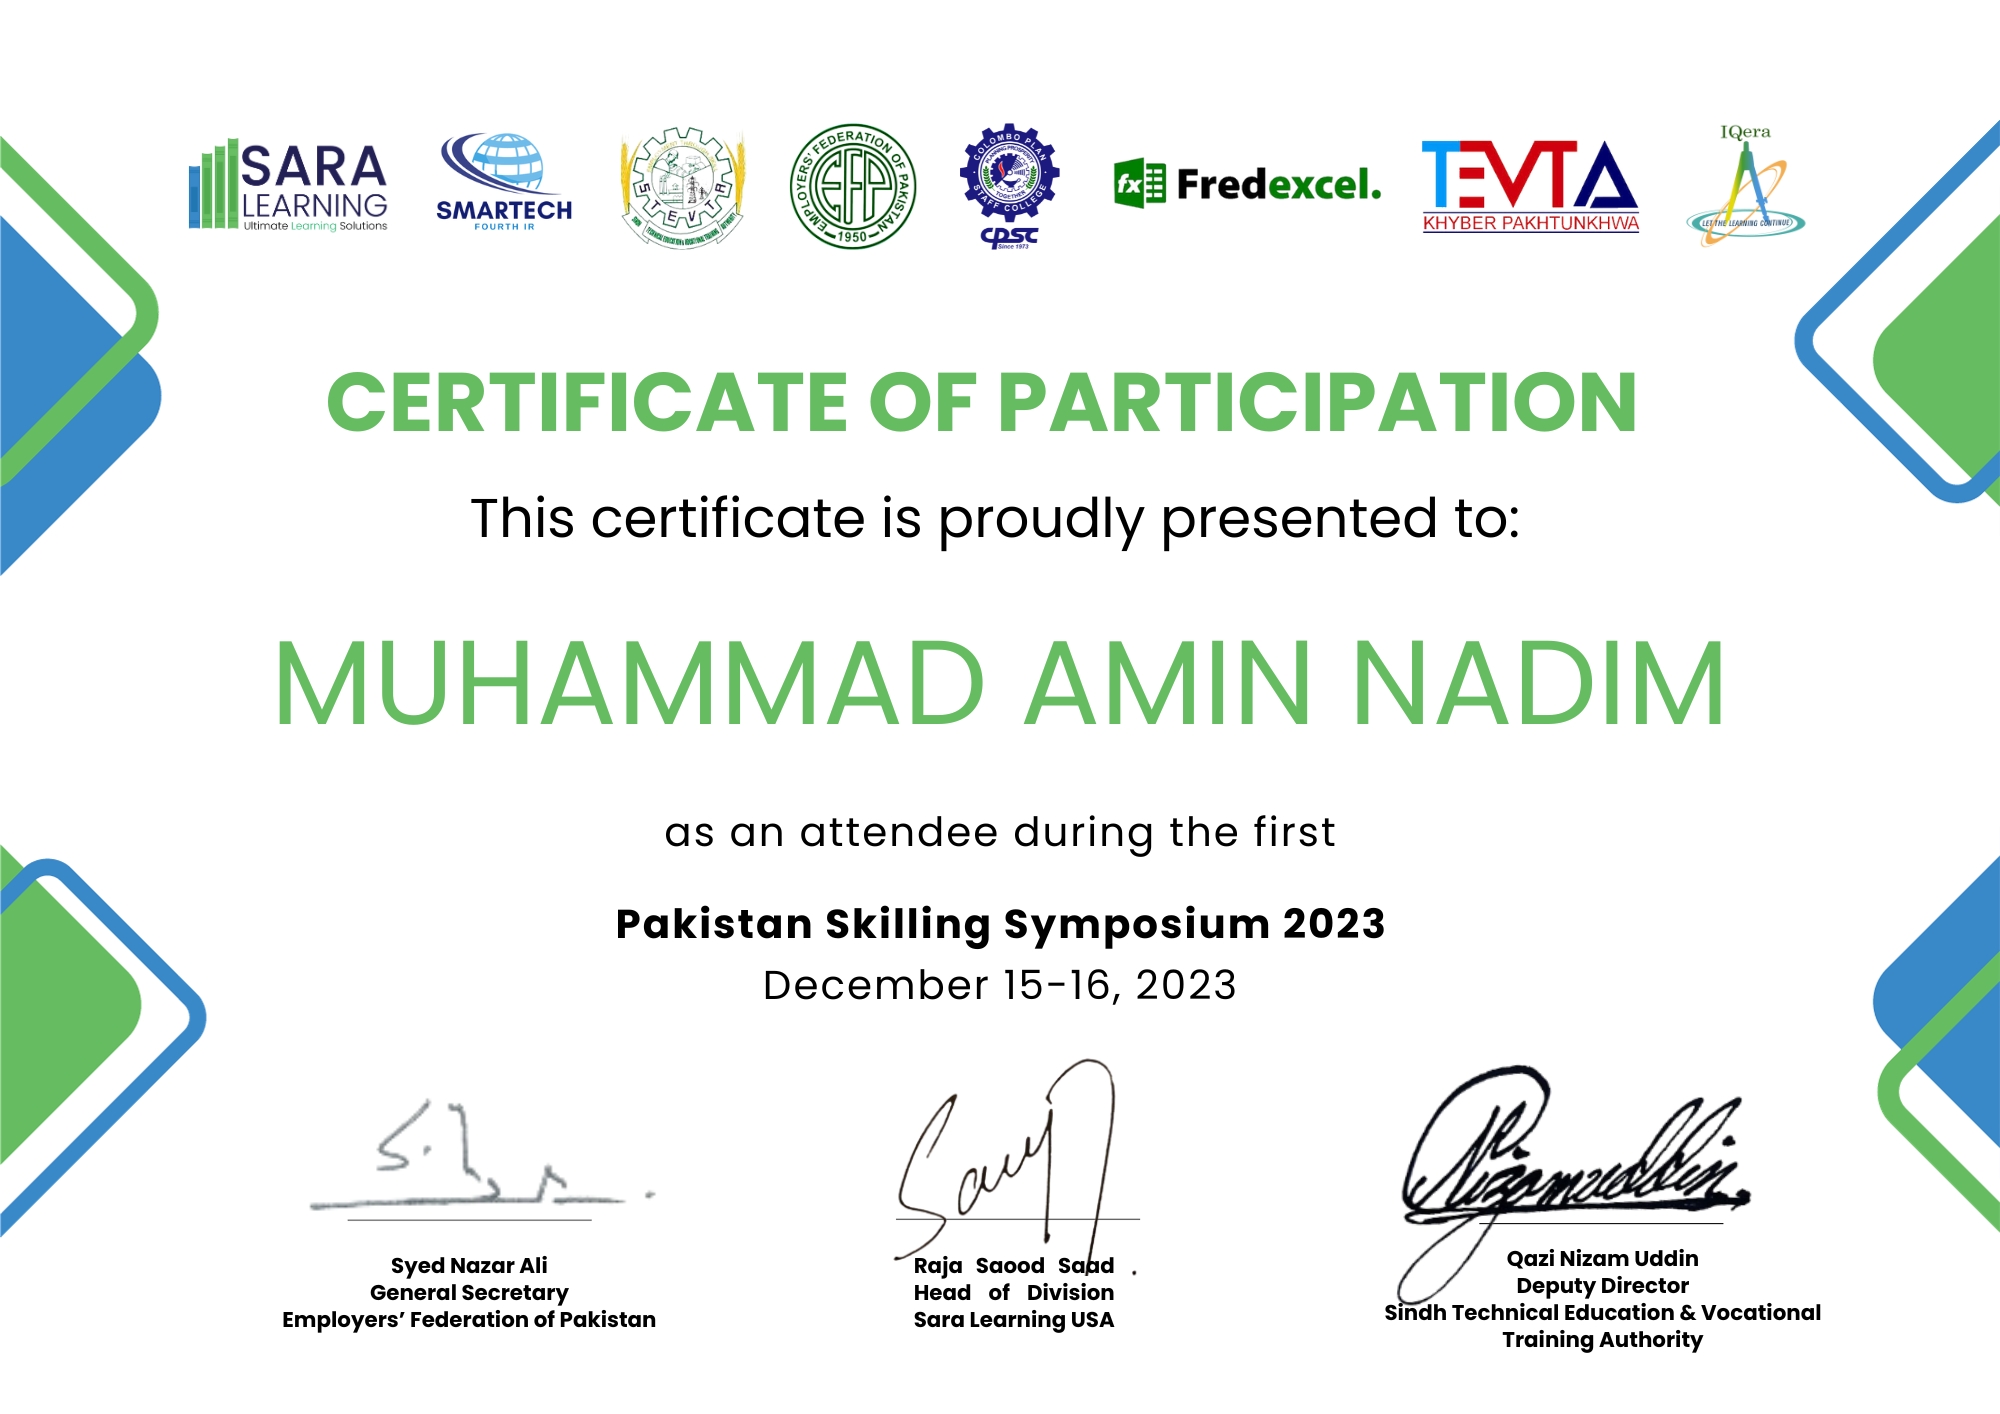 SARA
LEARNING
Ultimate Learning Solutions
SMARTECH
FOURTH IR
STEVTA
EMPLOYERS' FEDERATION OF PAKISTAN
EFP
1950
COLOMBO PLAN
STAFF COLLEGE
cpsc
Since 1973
fx Fredexcel.
TEVTA
KHYBER PAKHTUNKHWA
IQera
LET THE LEARNING CONTINUE
CERTIFICATE OF PARTICIPATION
This certificate is proudly presented to:
MUHAMMAD AMIN NADIM
as an attendee during the first
Pakistan Skilling Symposium 2023
December 15-16, 2023
Nizamuddin
Syed Nazar Ali
General Secretary
Employers’ Federation of Pakistan
Raja Saood Saad
Head of Division
Sara Learning USA
Qazi Nizam Uddin
Deputy Director
Sindh Technical Education & Vocational
Training Authority